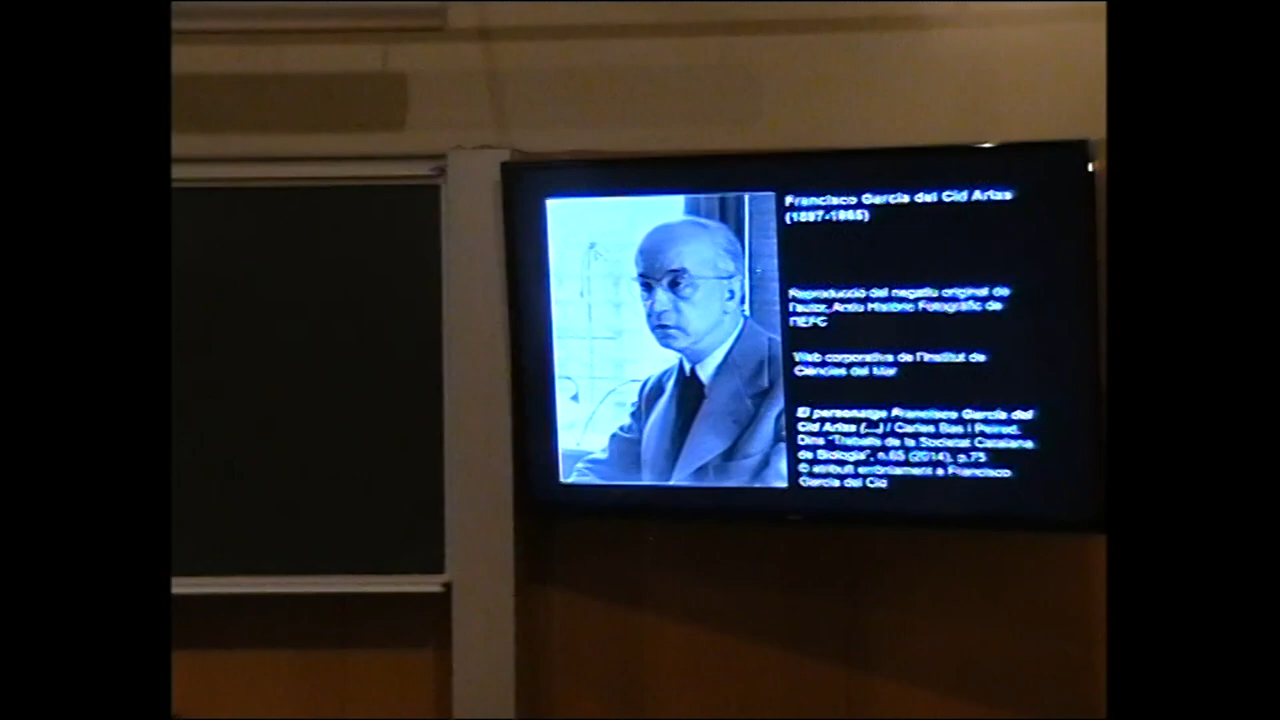 Francisco García del Cid Arias
(1897-1965)
Reproducció del negatiu original de
l'autor, Arxiu Històric Fotogràfic de
l'IEFC
Web corporativa de l'Institut de
Ciències del Mar
El personatge Francisco García del
Cid Arias (...) / Carles Bas i Peired.
Dins "Treballs de la Societat Catalana
de Biologia", n.65 (2014), p.75
© atribuït erròniament a Francisco
García del Cid